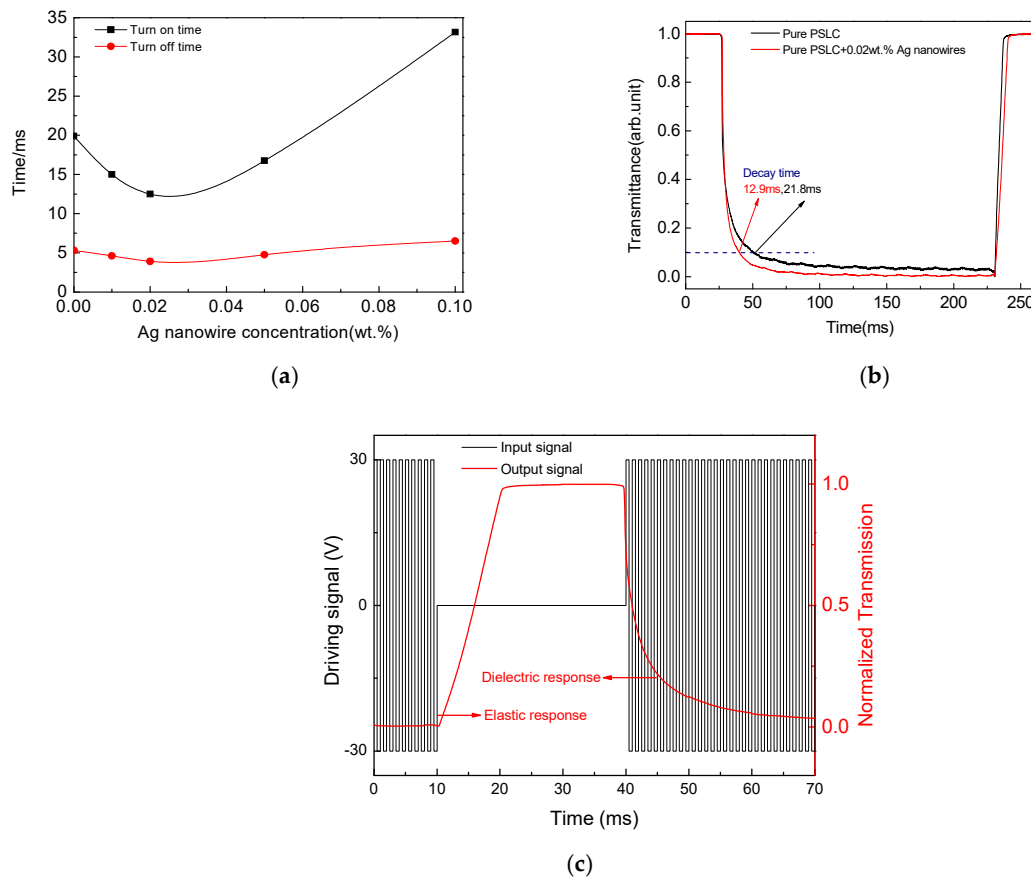 Turn on time
Turn off time
35
30
25
20
15
10
5
0
Time/ms
0.00 0.02 0.04 0.06 0.08 0.10
Ag nanowire concentration(wt.%)
(a)
Pure PSLC
Pure PSLC+0.02wt.% Ag nanowires
1.0
0.8
0.6
0.4
0.2
0.0
Transmittance(arb.unit)
Decay time
12.9ms,21.8ms
0 50 100 150 200 250
Time(ms)
(b)
Input signal
Output signal
30
0
-30
Driving signal (V)
1.0
0.5
0.0
Normalized Transmission
Dielectric response
Elastic response
0 10 20 30 40 50 60 70
Time (ms)
(c)